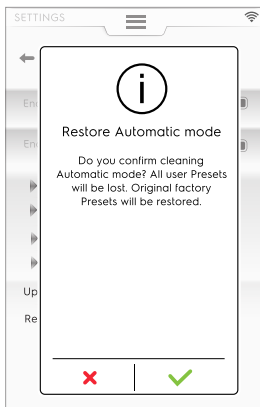 SETTINGS
Restore Automatic mode
Do you confirm cleaning
Automatic mode? All user Presets
will be lost. Original factory
Presets will be restored.